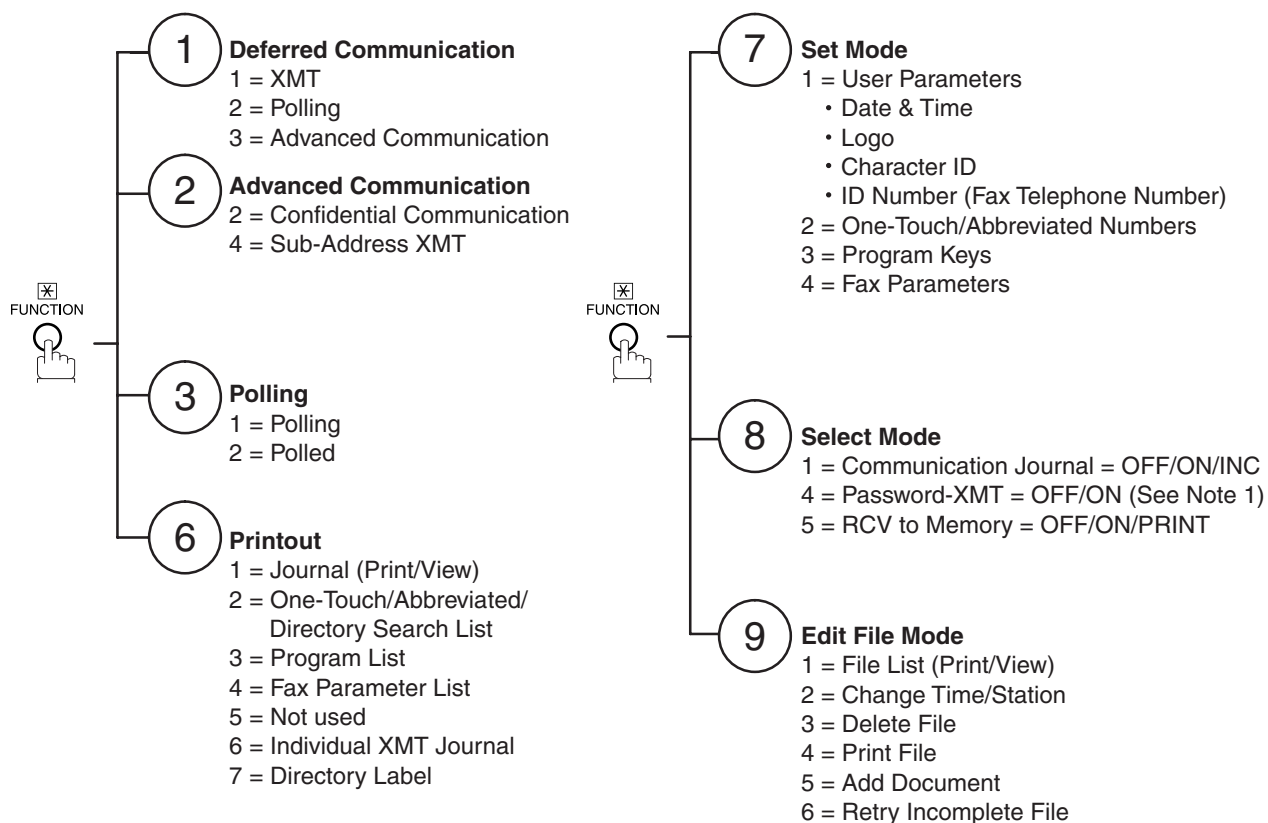 1
Deferred Communication
1 = XMT
2 = Polling
3 = Advanced Communication
2
Advanced Communication
2 = Confidential Communication
4 = Sub-Address XMT
FUNCTION
3
Polling
1 = Polling
2 = Polled
6
Printout
1 = Journal (Print/View)
2 = One-Touch/Abbreviated/
Directory Search List
3 = Program List
4 = Fax Parameter List
5 = Not used
6 = Individual XMT Journal
7 = Directory Label
7
Set Mode
1 = User Parameters
• Date & Time
• Logo
• Character ID
• ID Number (Fax Telephone Number)
2 = One-Touch/Abbreviated Numbers
3 = Program Keys
4 = Fax Parameters
FUNCTION
8
Select Mode
1 = Communication Journal = OFF/ON/INC
4 = Password-XMT = OFF/ON (See Note 1)
5 = RCV to Memory = OFF/ON/PRINT
9
Edit File Mode
1 = File List (Print/View)
2 = Change Time/Station
3 = Delete File
4 = Print File
5 = Add Document
6 = Retry Incomplete File